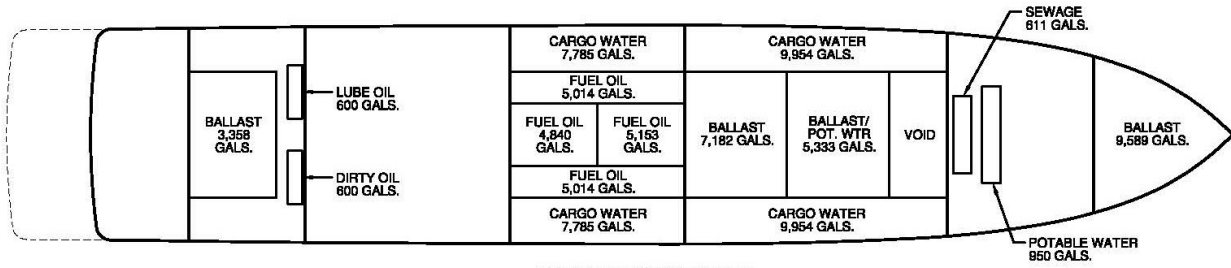 SEWAGE
611 GALS.
CARGO WATER
7,785 GALS.
CARGO WATER
9,954 GALS.
FUEL OIL
5,014 GALS.
LUBE OIL
600 GALS.
BALLAST
3,358
GALS.
FUEL OIL
4,840
GALS.
FUEL OIL
5,153
GALS.
BALLAST
7,182 GALS.
BALLAST/
POT. WTR
5,333 GALS.
VOID
BALLAST
9,589 GALS.
DIRTY OIL
600 GALS.
FUEL OIL
5,014 GALS.
CARGO WATER
7,785 GALS.
CARGO WATER
9,954 GALS.
POTABLE WATER
950 GALS.